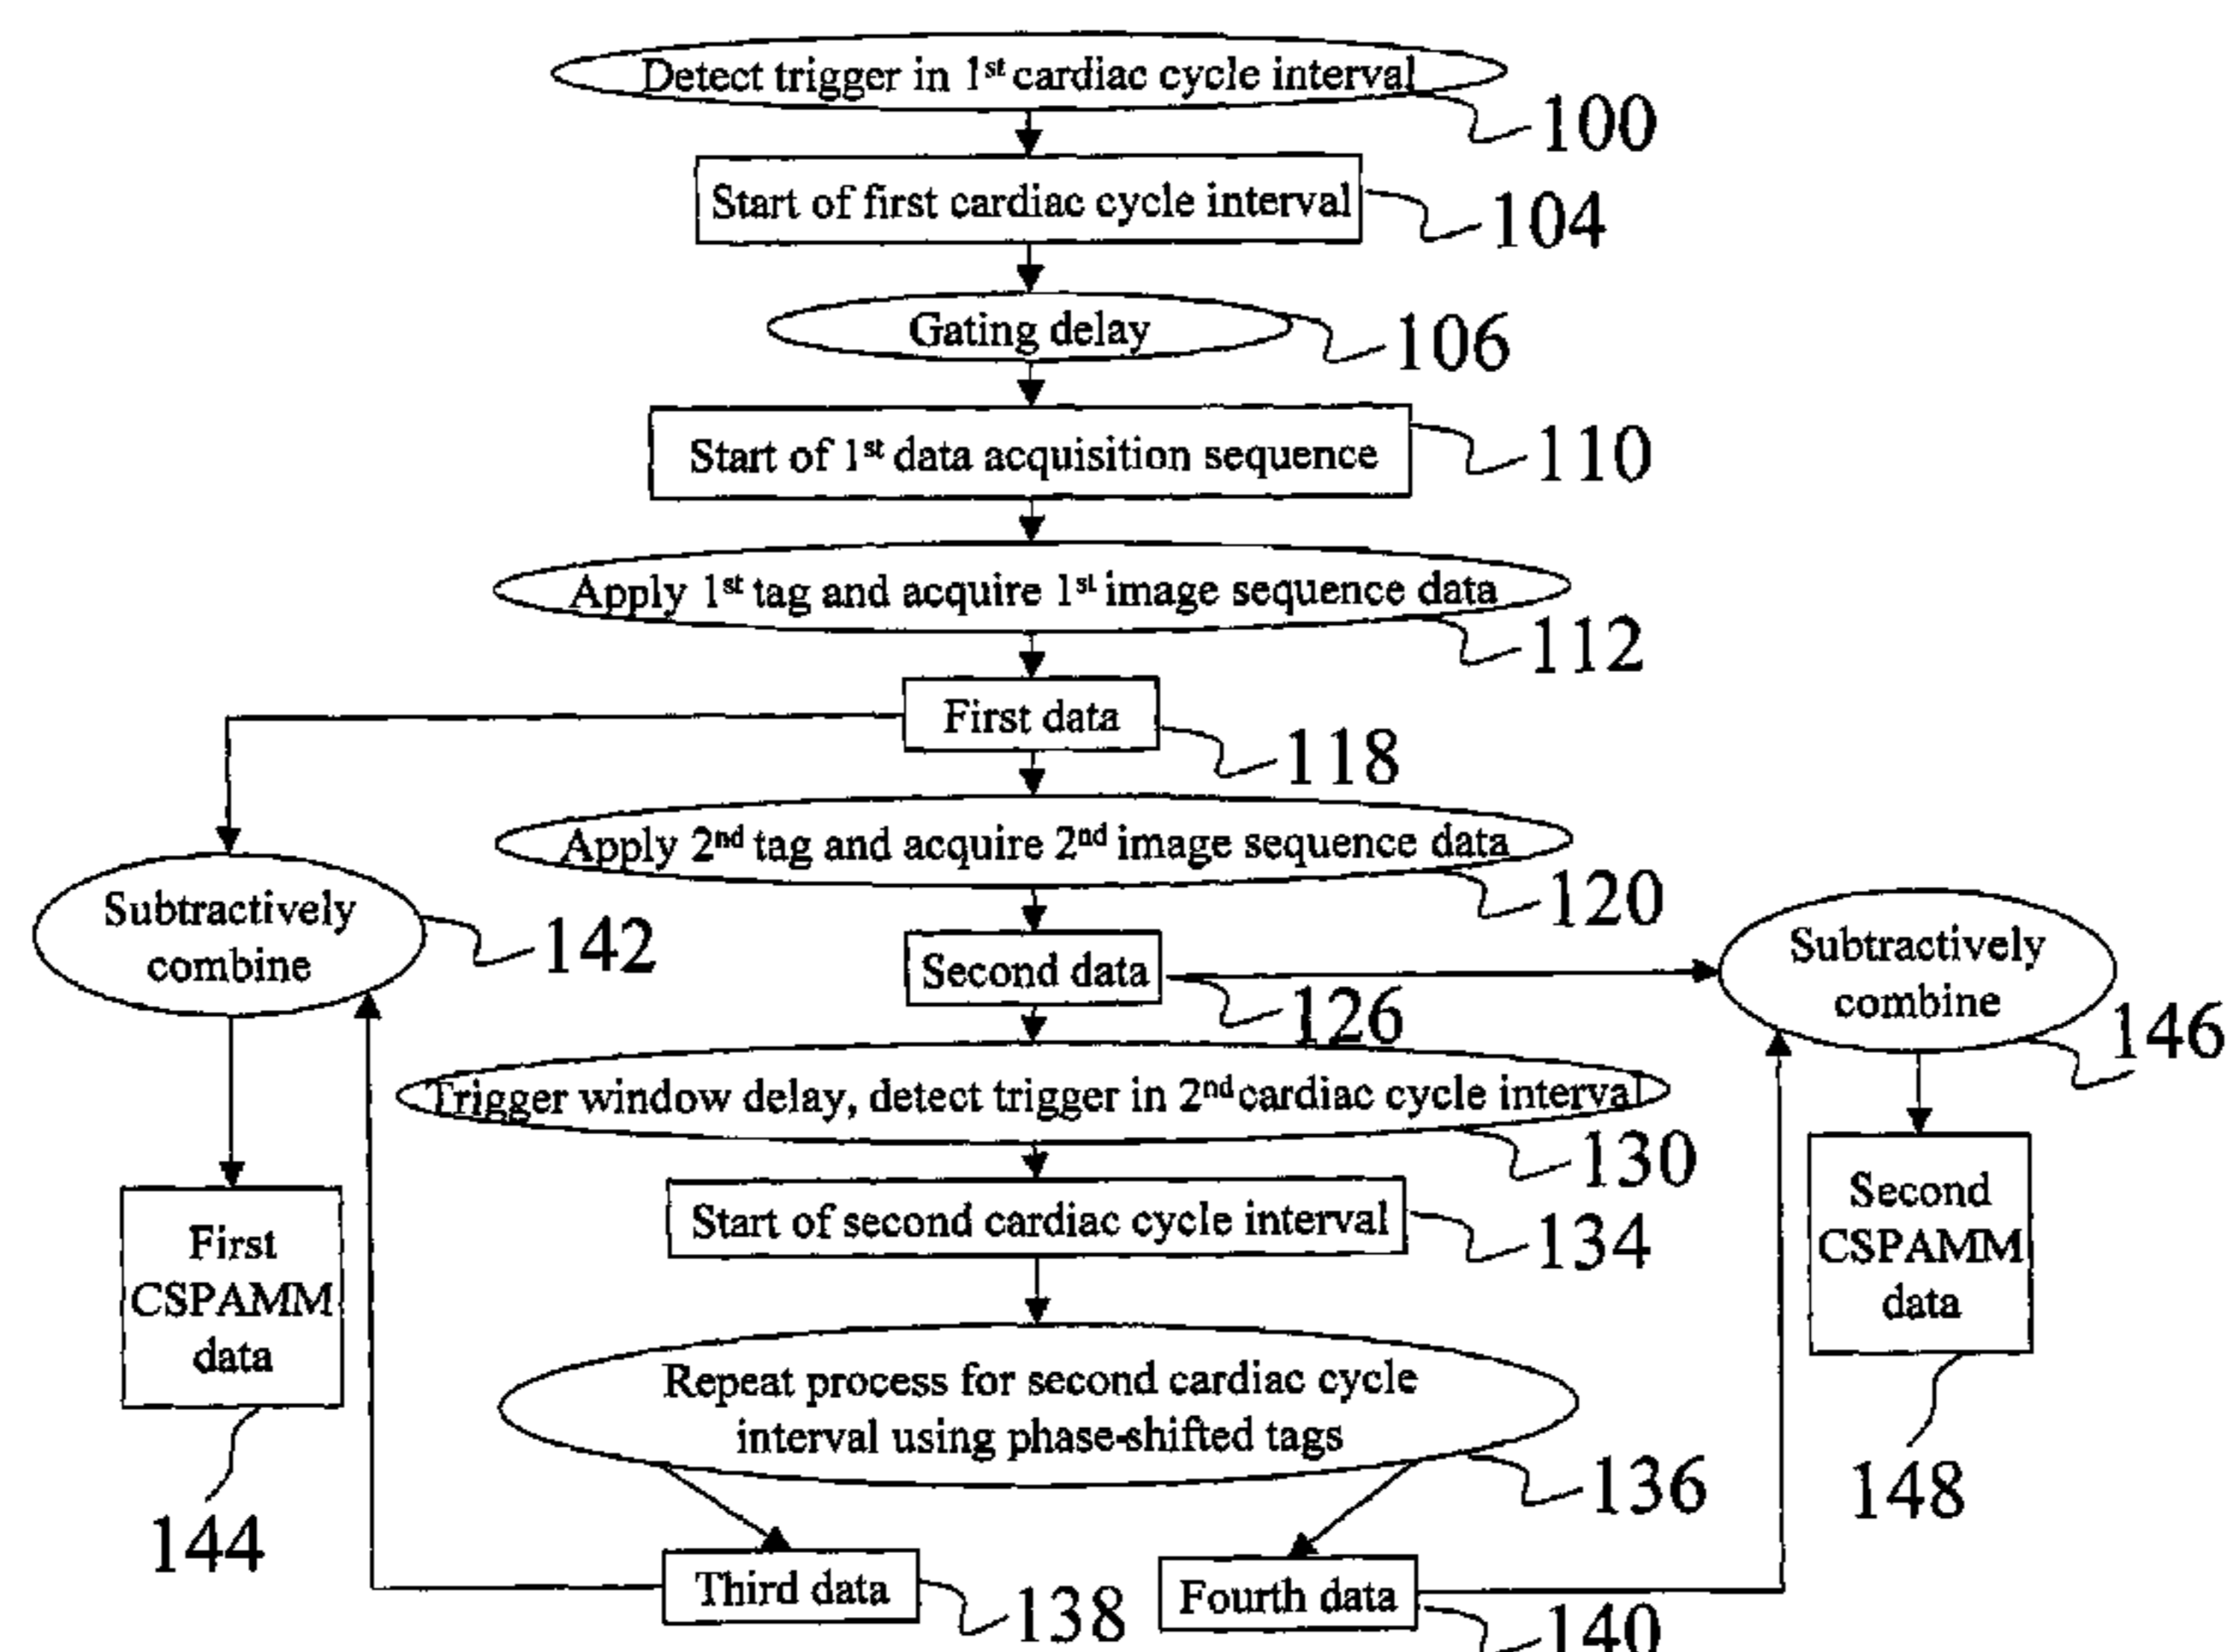 Detect trigger in 1st cardiac cycle interval
100
Start of first cardiac cycle interval
104
Gating delay
106
Start of 1st data acquisition sequence
110
Apply 1st tag and acquire 1st image sequence data
112
First data
118
Apply 2nd tag and acquire 2nd image sequence data
120
Subtractively
combine
142
Second data
126
Subtractively
combine
146
Trigger window delay, detect trigger in 2nd cardiac cycle interval
130
Start of second cardiac cycle interval
134
First
CSPAMM
data
144
Second
CSPAMM
data
148
Repeat process for second cardiac cycle
interval using phase-shifted tags
136
Third data
138
Fourth data
140